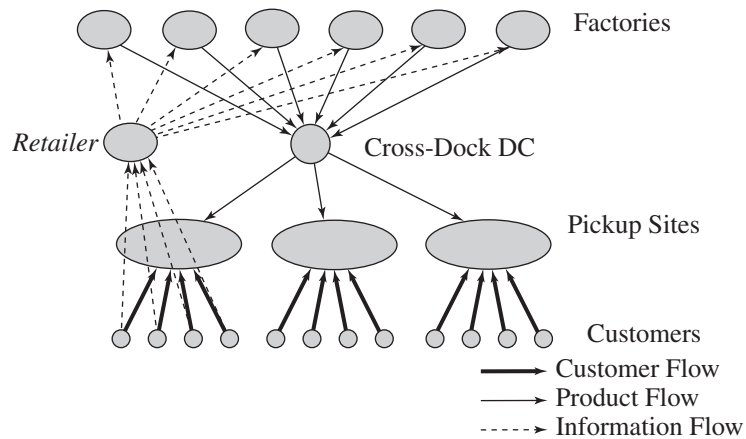 Factories
Retailer
Cross-Dock DC
Pickup Sites
Customers
Customer Flow
Product Flow
Information Flow